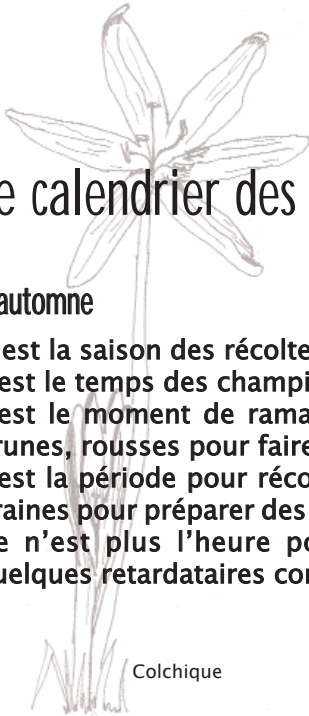 e calendrier des
automne
est la saison des récolte
est le temps des champi
est le moment de rama
runes, rousses pour faire
est la période pour réco
raines pour préparer des
e n'est plus l'heure po
uelques retardataires con
Colchique